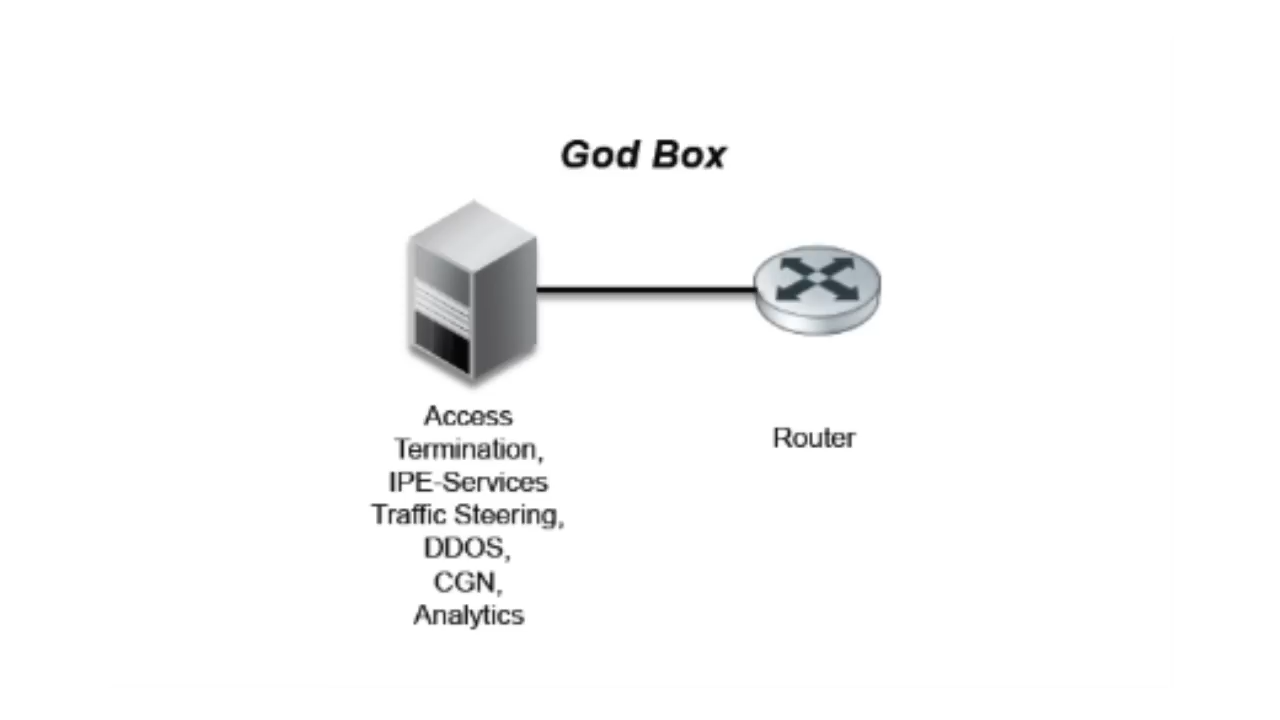 God Box
Access
Termination,
IPE-Services
Traffic Steering,
DDOS,
CGN,
Analytics
Router